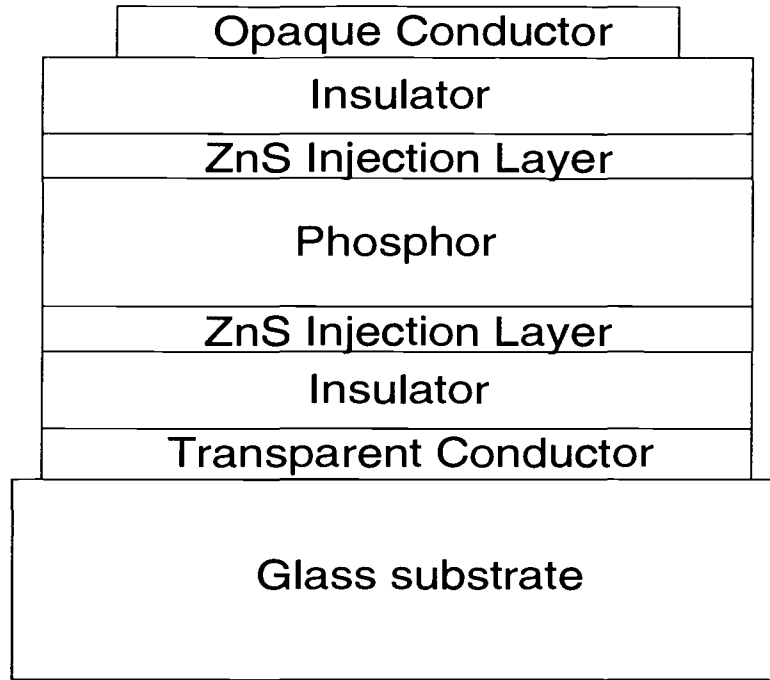 Opaque Conductor
Insulator
ZnS Injection Layer
Phosphor
ZnS Injection Layer
Insulator
Transparent Conductor
Glass substrate